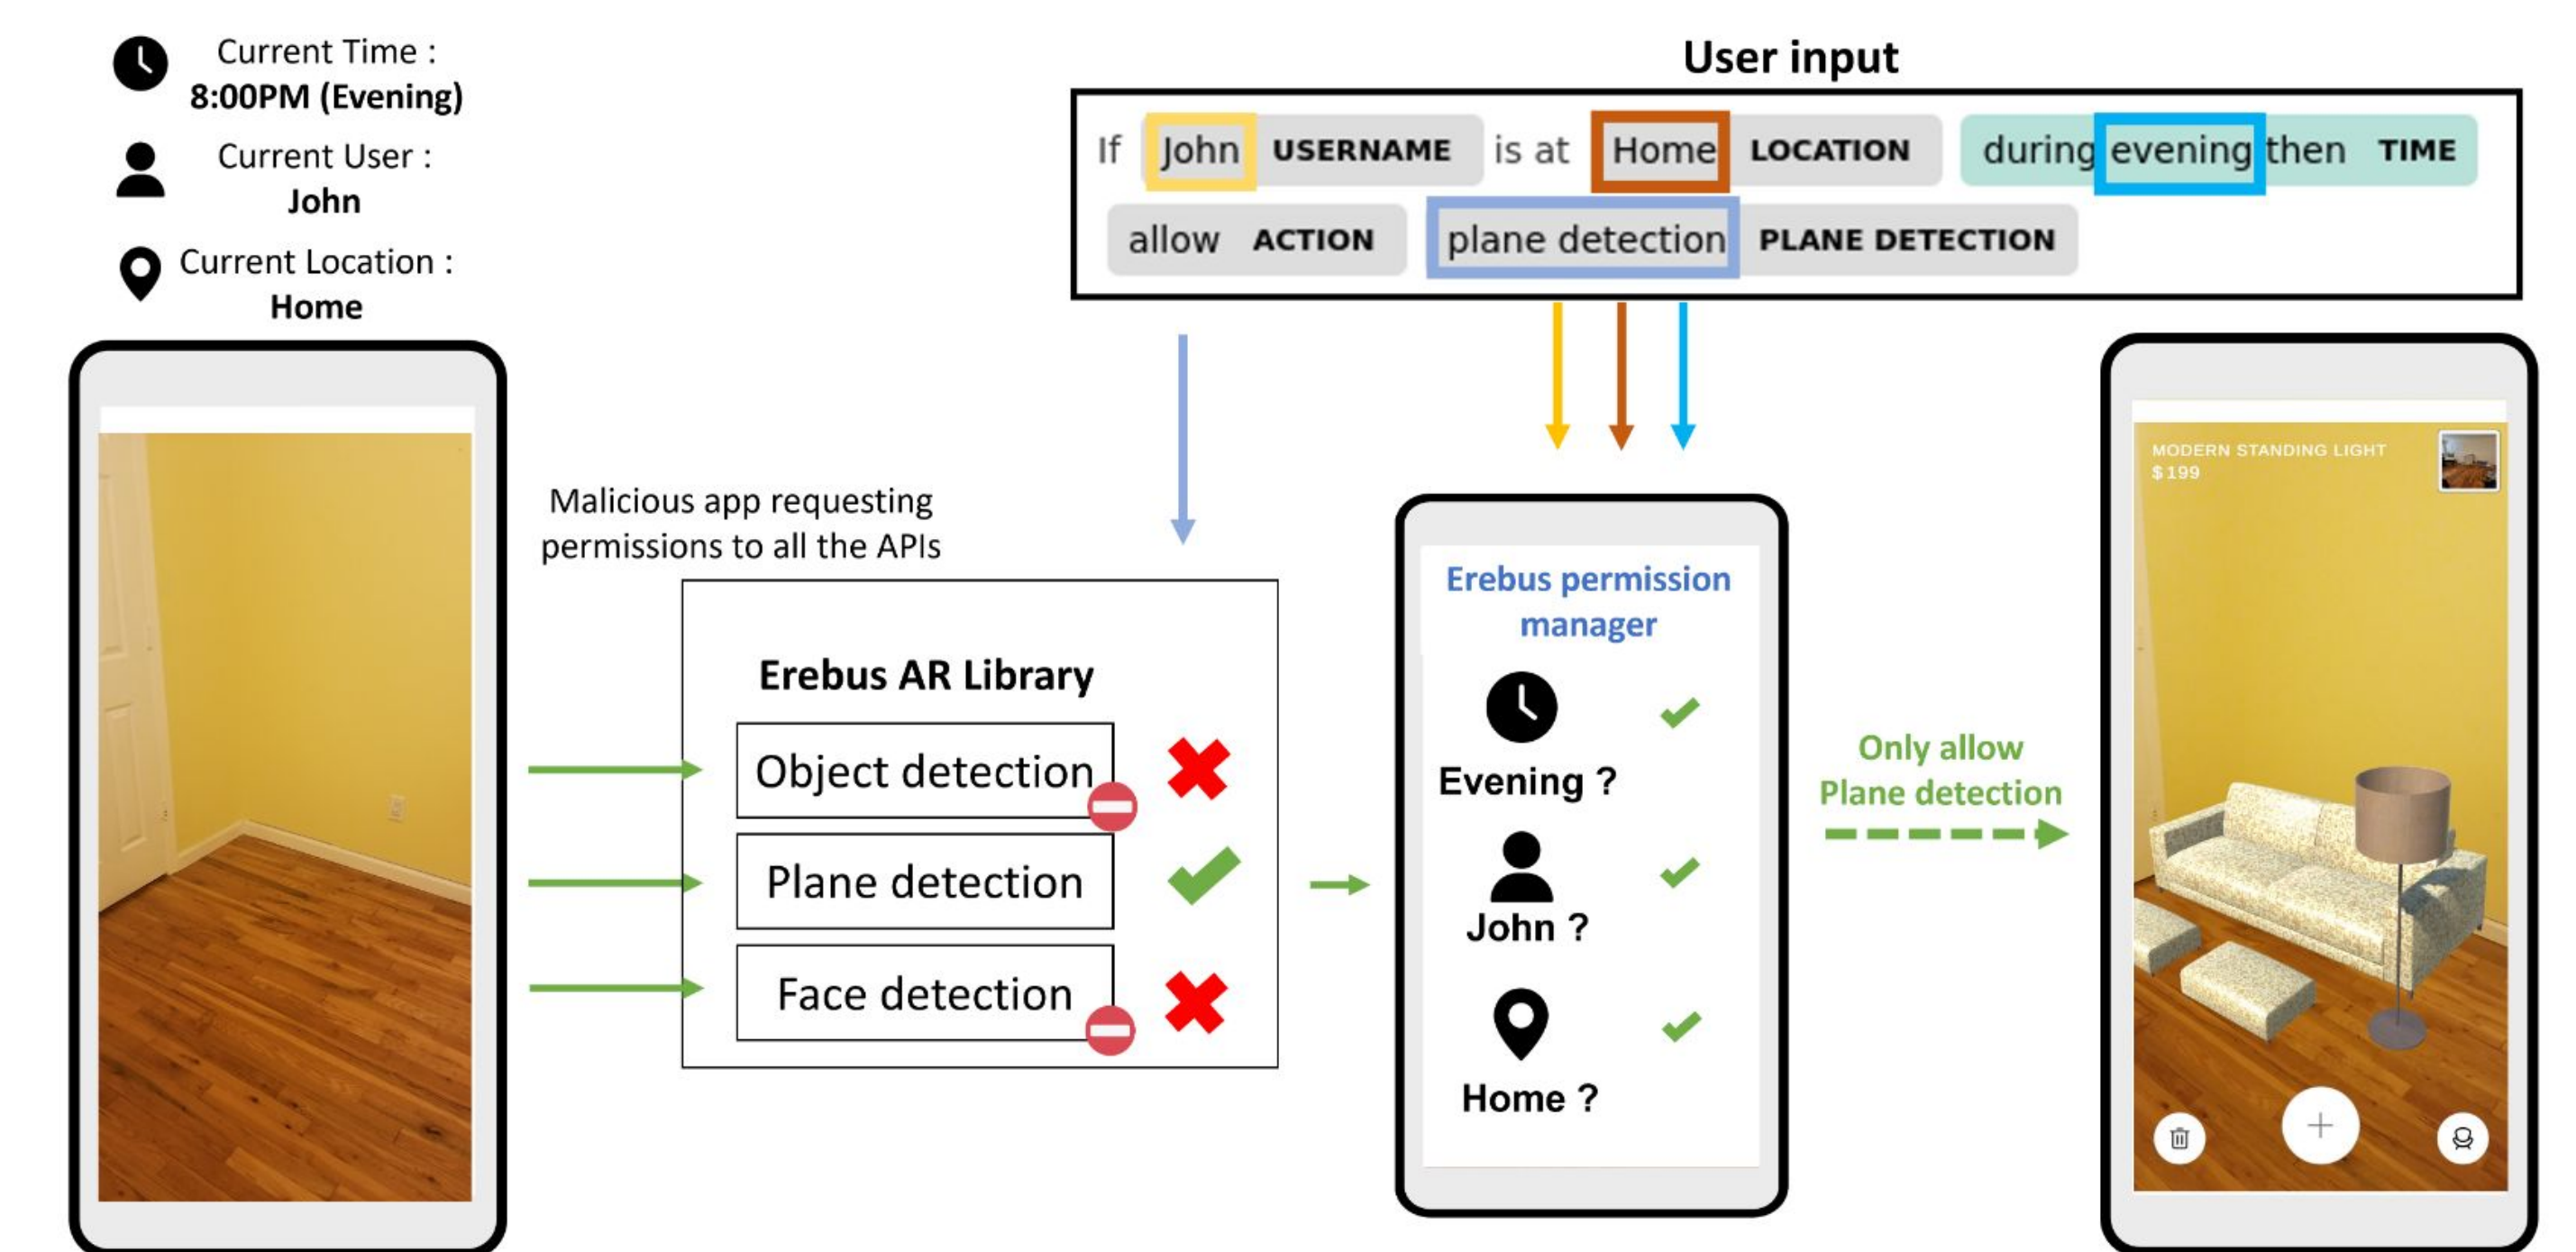 Current Time :
8:00PM (Evening)
Current User :
John
Current Location :
Home
User input
If John USERNAME is at Home LOCATION during evening then TIME
allow ACTION plane detection PLANE DETECTION
Malicious app requesting
permissions to all the APIs
Erebus AR Library
Object detection
Plane detection
Face detection
Erebus permission
manager
Evening ?
John ?
Home ?
Only allow
Plane detection
MODERN STANDING LIGHT
$199